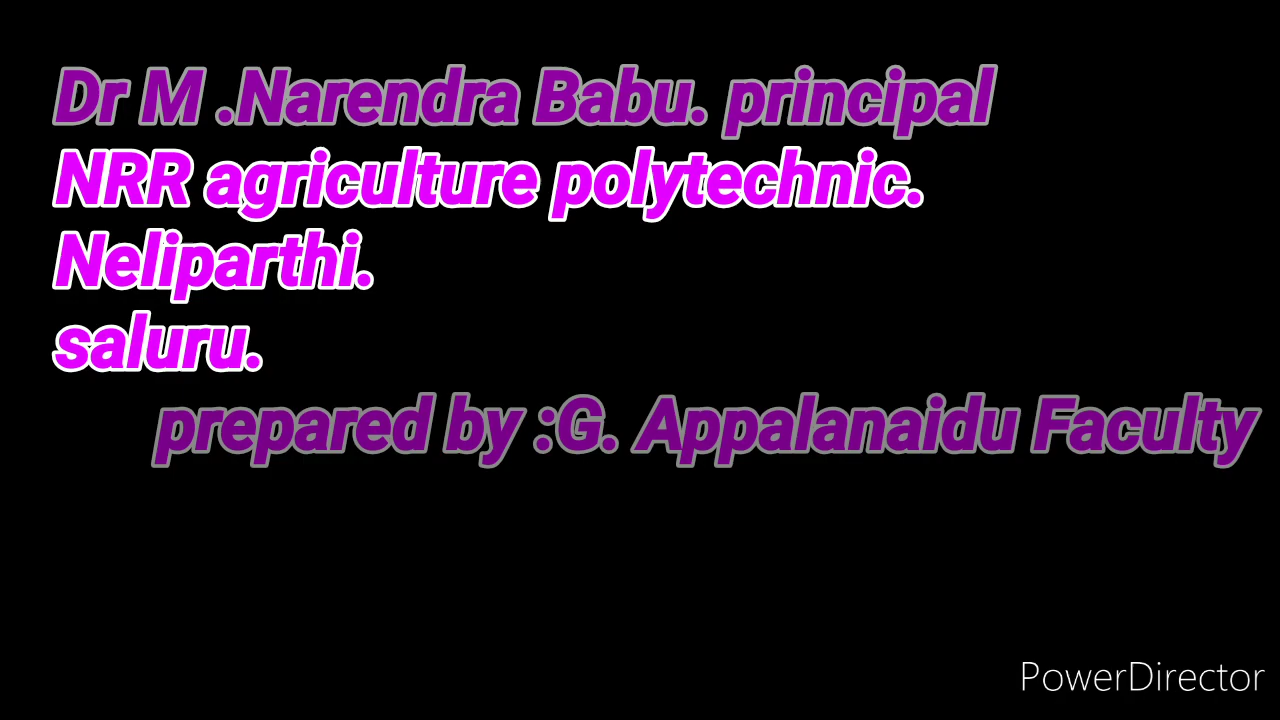 Dr M .Narendra Babu. principal
NRR agriculture polytechnic.
Neliparthi.
saluru.
prepared by :G. Appalanaidu Faculty
PowerDirector